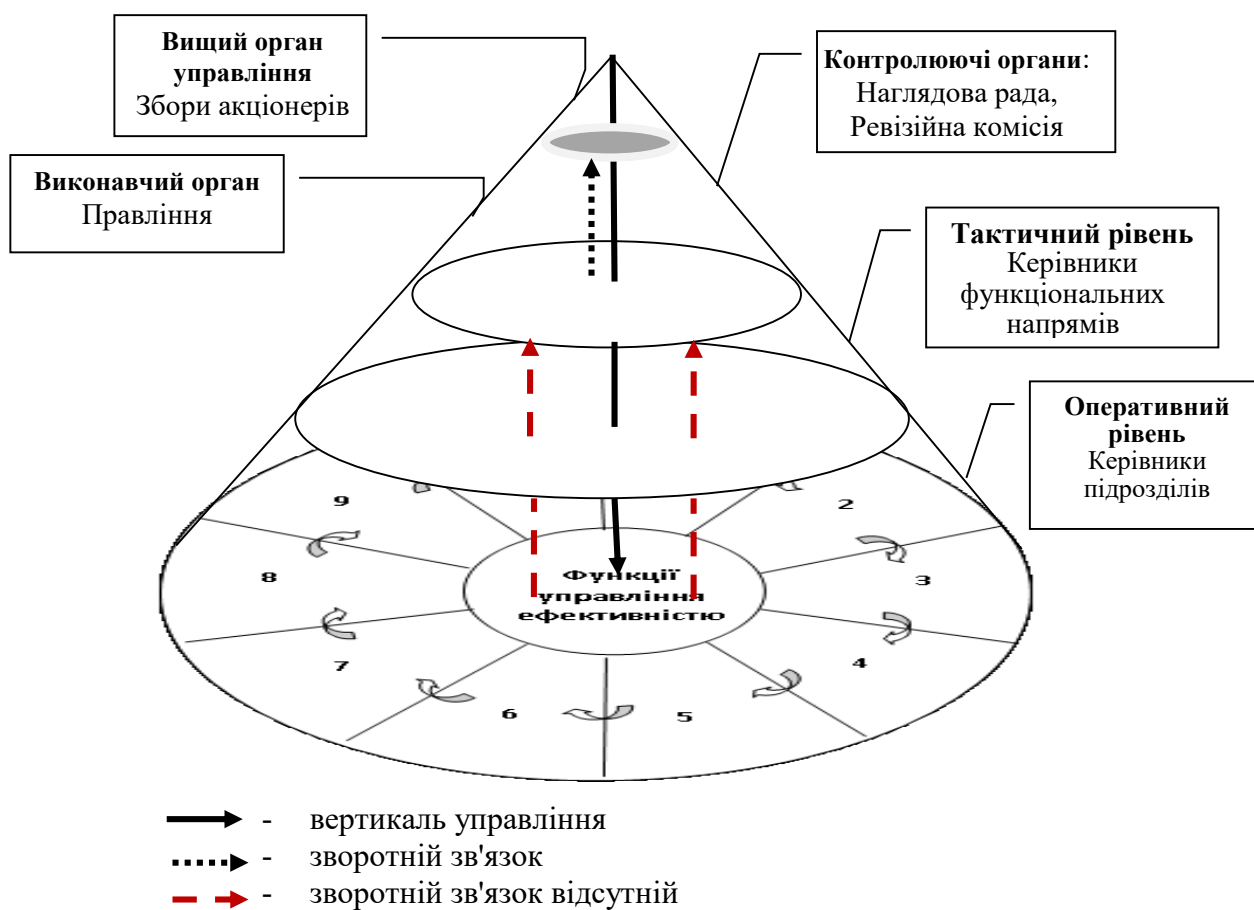 Вищий орган
управління
Збори акціонерів
Контролюючі органи:
Наглядова рада,
Ревізійна комісія
Виконавчий орган
Правління
Тактичний рівень
Керівники
функціональних
напрямів
Оперативний
рівень
Керівники
підрозділів
9
2
8
3
Функції
управління
ефективністю
7
4
6
5
- вертикаль управління
- зворотній зв'язок
- зворотній зв'язок відсутній